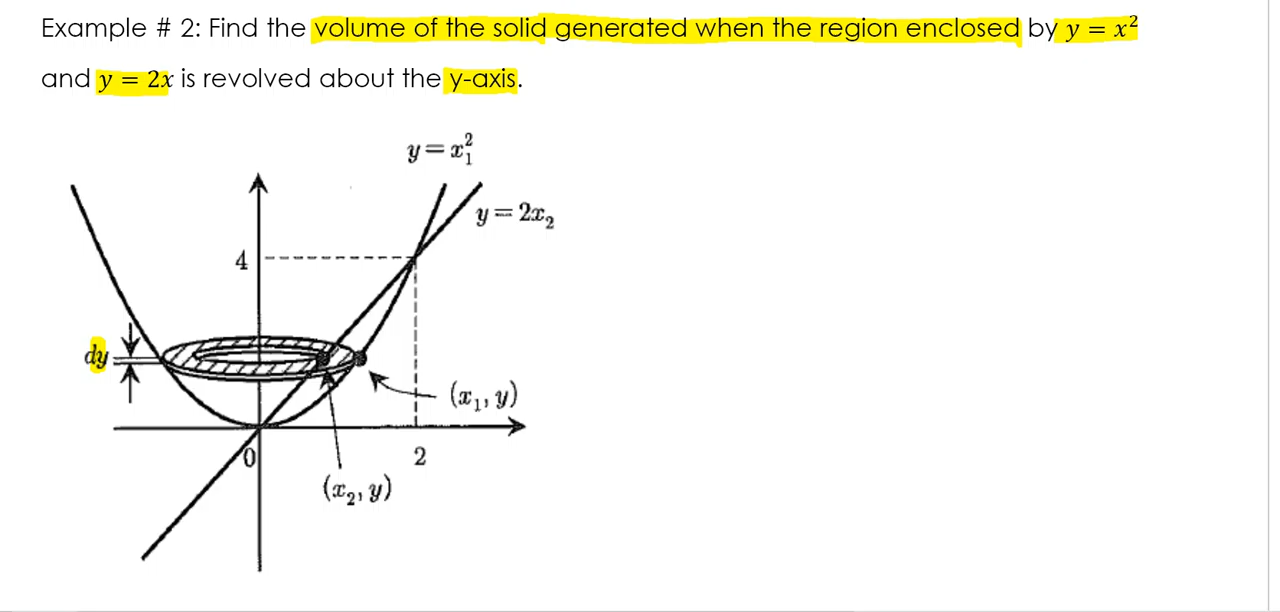 Example # 2: Find the volume of the solid generated when the region enclosed by y = x²
and y = 2x is revolved about the y-axis.
y = x₁²
y = 2x₂
4
dy
(x₁, y)
0
2
(x₂, y)